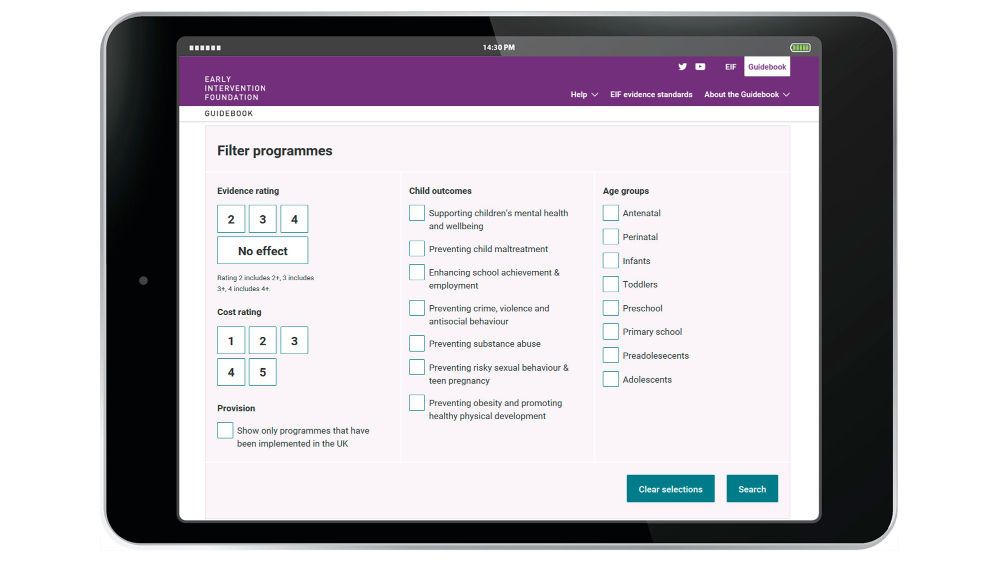 14:30 PM
EIF
Guidebook
EARLY
INTERVENTION
FOUNDATION
Help
EIF evidence standards
About the Guidebook
GUIDEBOOK
Filter programmes
Evidence rating
2 3 4
No effect
Rating 2 includes 2+, 3 includes
3+, 4 includes 4+.
Cost rating
1 2 3
4 5
Provision
Show only programmes that have
been implemented in the UK
Child outcomes
Supporting children's mental health
and wellbeing
Preventing child maltreatment
Enhancing school achievement &
employment
Preventing crime, violence and
antisocial behaviour
Preventing substance abuse
Preventing risky sexual behaviour &
teen pregnancy
Preventing obesity and promoting
healthy physical development
Age groups
Antenatal
Perinatal
Infants
Toddlers
Preschool
Primary school
Preadolesecents
Adolescents
Clear selections
Search